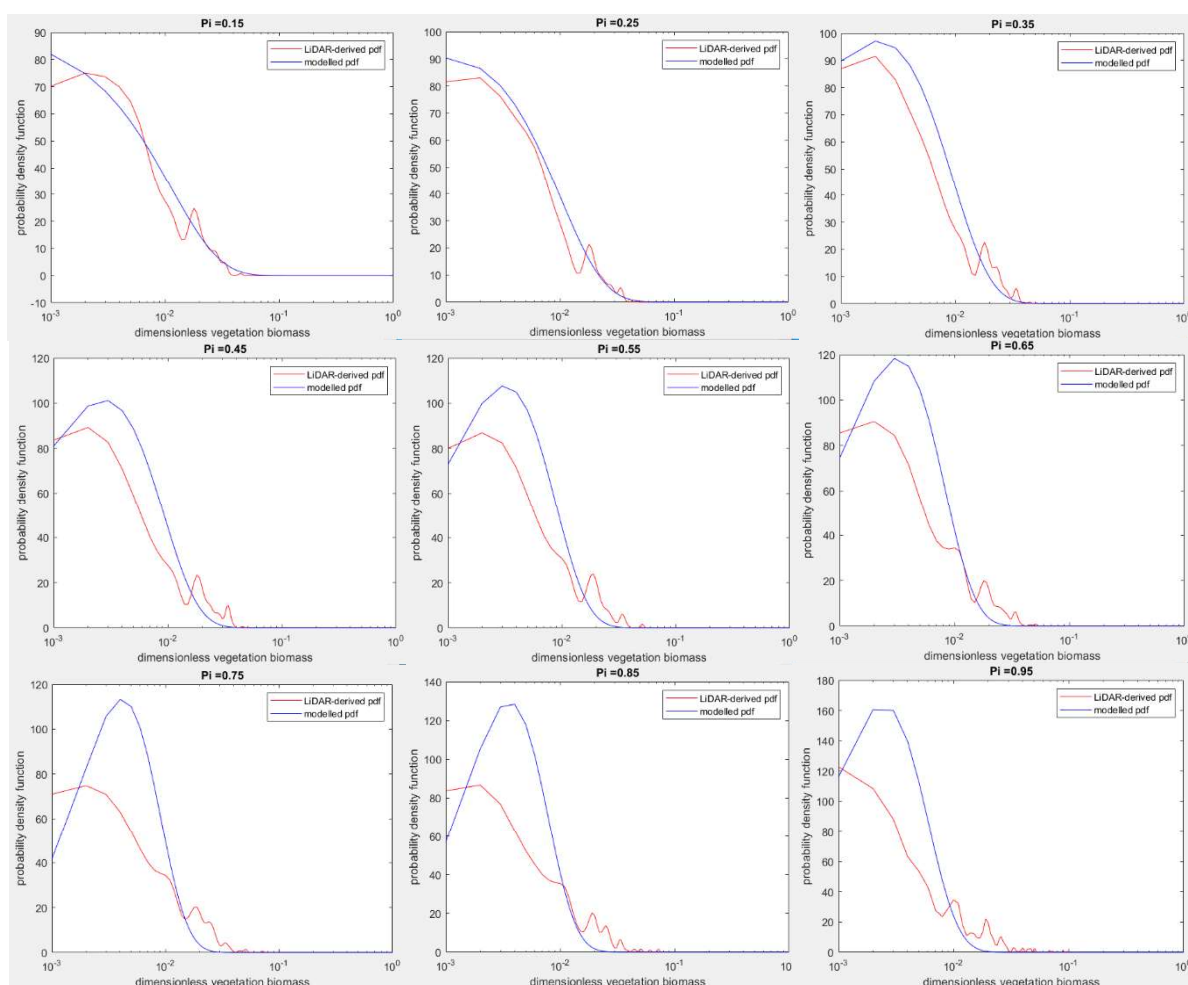 Pi =0.15
90
80
70
60
50
40
30
20
10
0
-10
probability density function
LiDAR-derived pdf
modelled pdf
10-3 10-2 10-1 100
dimensionless vegetation biomass
Pi =0.25
100
90
80
70
60
50
40
30
20
10
0
probability density function
LiDAR-derived pdf
modelled pdf
10-3 10-2 10-1 100
dimensionless vegetation biomass
Pi =0.35
100
90
80
70
60
50
40
30
20
10
0
probability density function
LiDAR-derived pdf
modelled pdf
10-3 10-2 10-1 100
dimensionless vegetation biomass
Pi =0.45
120
100
80
60
40
20
0
probability density function
LiDAR-derived pdf
modelled pdf
10-3 10-2 10-1 100
dimensionless vegetation biomass
Pi =0.55
120
100
80
60
40
20
0
probability density function
LiDAR-derived pdf
modelled pdf
10-3 10-2 10-1 100
dimensionless vegetation biomass
Pi =0.65
120
100
80
60
40
20
0
probability density function
LiDAR-derived pdf
modelled pdf
10-3 10-2 10-1 100
dimensionless vegetation biomass
Pi =0.75
120
100
80
60
40
20
0
probability density function
LiDAR-derived pdf
modelled pdf
10-3 10-2 10-1 100
dimensionless vegetation biomass
Pi =0.85
140
120
100
80
60
40
20
0
probability density function
LiDAR-derived pdf
modelled pdf
10-3 10-2 10-1 10
dimensionless vegetation biomass
Pi =0.95
180
160
140
120
100
80
60
40
20
0
probability density function
LiDAR-derived pdf
modelled pdf
10-3 10-2 10-1 100
dimensionless vegetation biomass